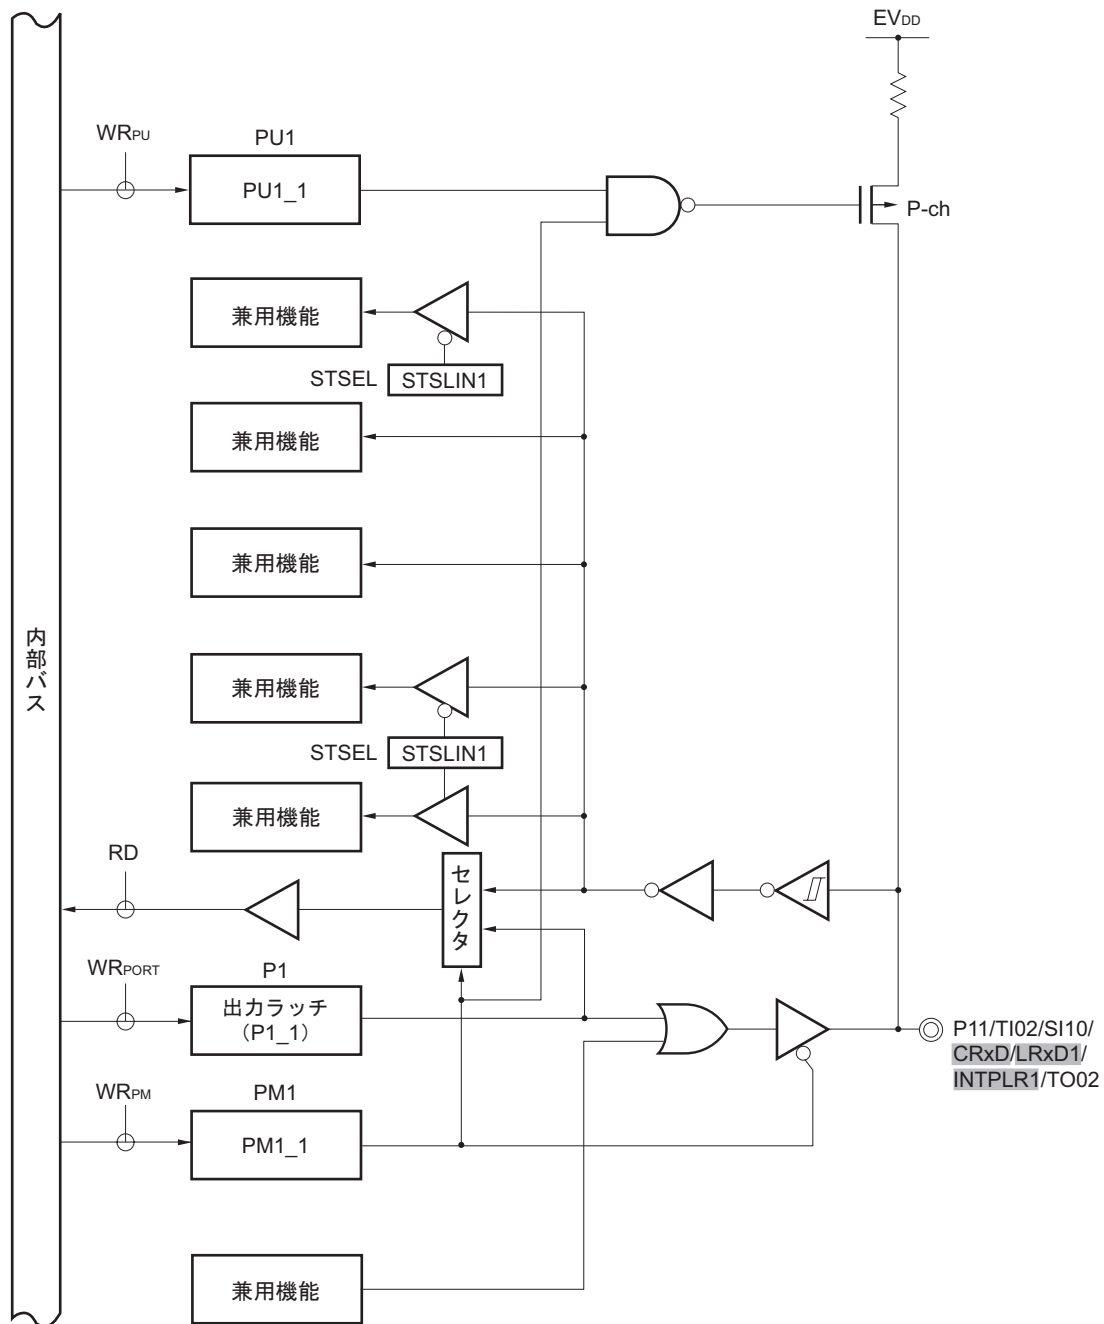 EVDD
WRPU
PU1
PU1_1
P-ch
兼用機能
STSEL
STSLIN1
兼用機能
兼用機能
内部バス
兼用機能
STSEL
STSLIN1
兼用機能
RD
セレクタ
WRPORT
P1
出力ラッチ
（P1_1）
P11/TI02/SI10/
CRxD/LRxD1/
INTPLR1/TO02
WRPM
PM1
PM1_1
兼用機能